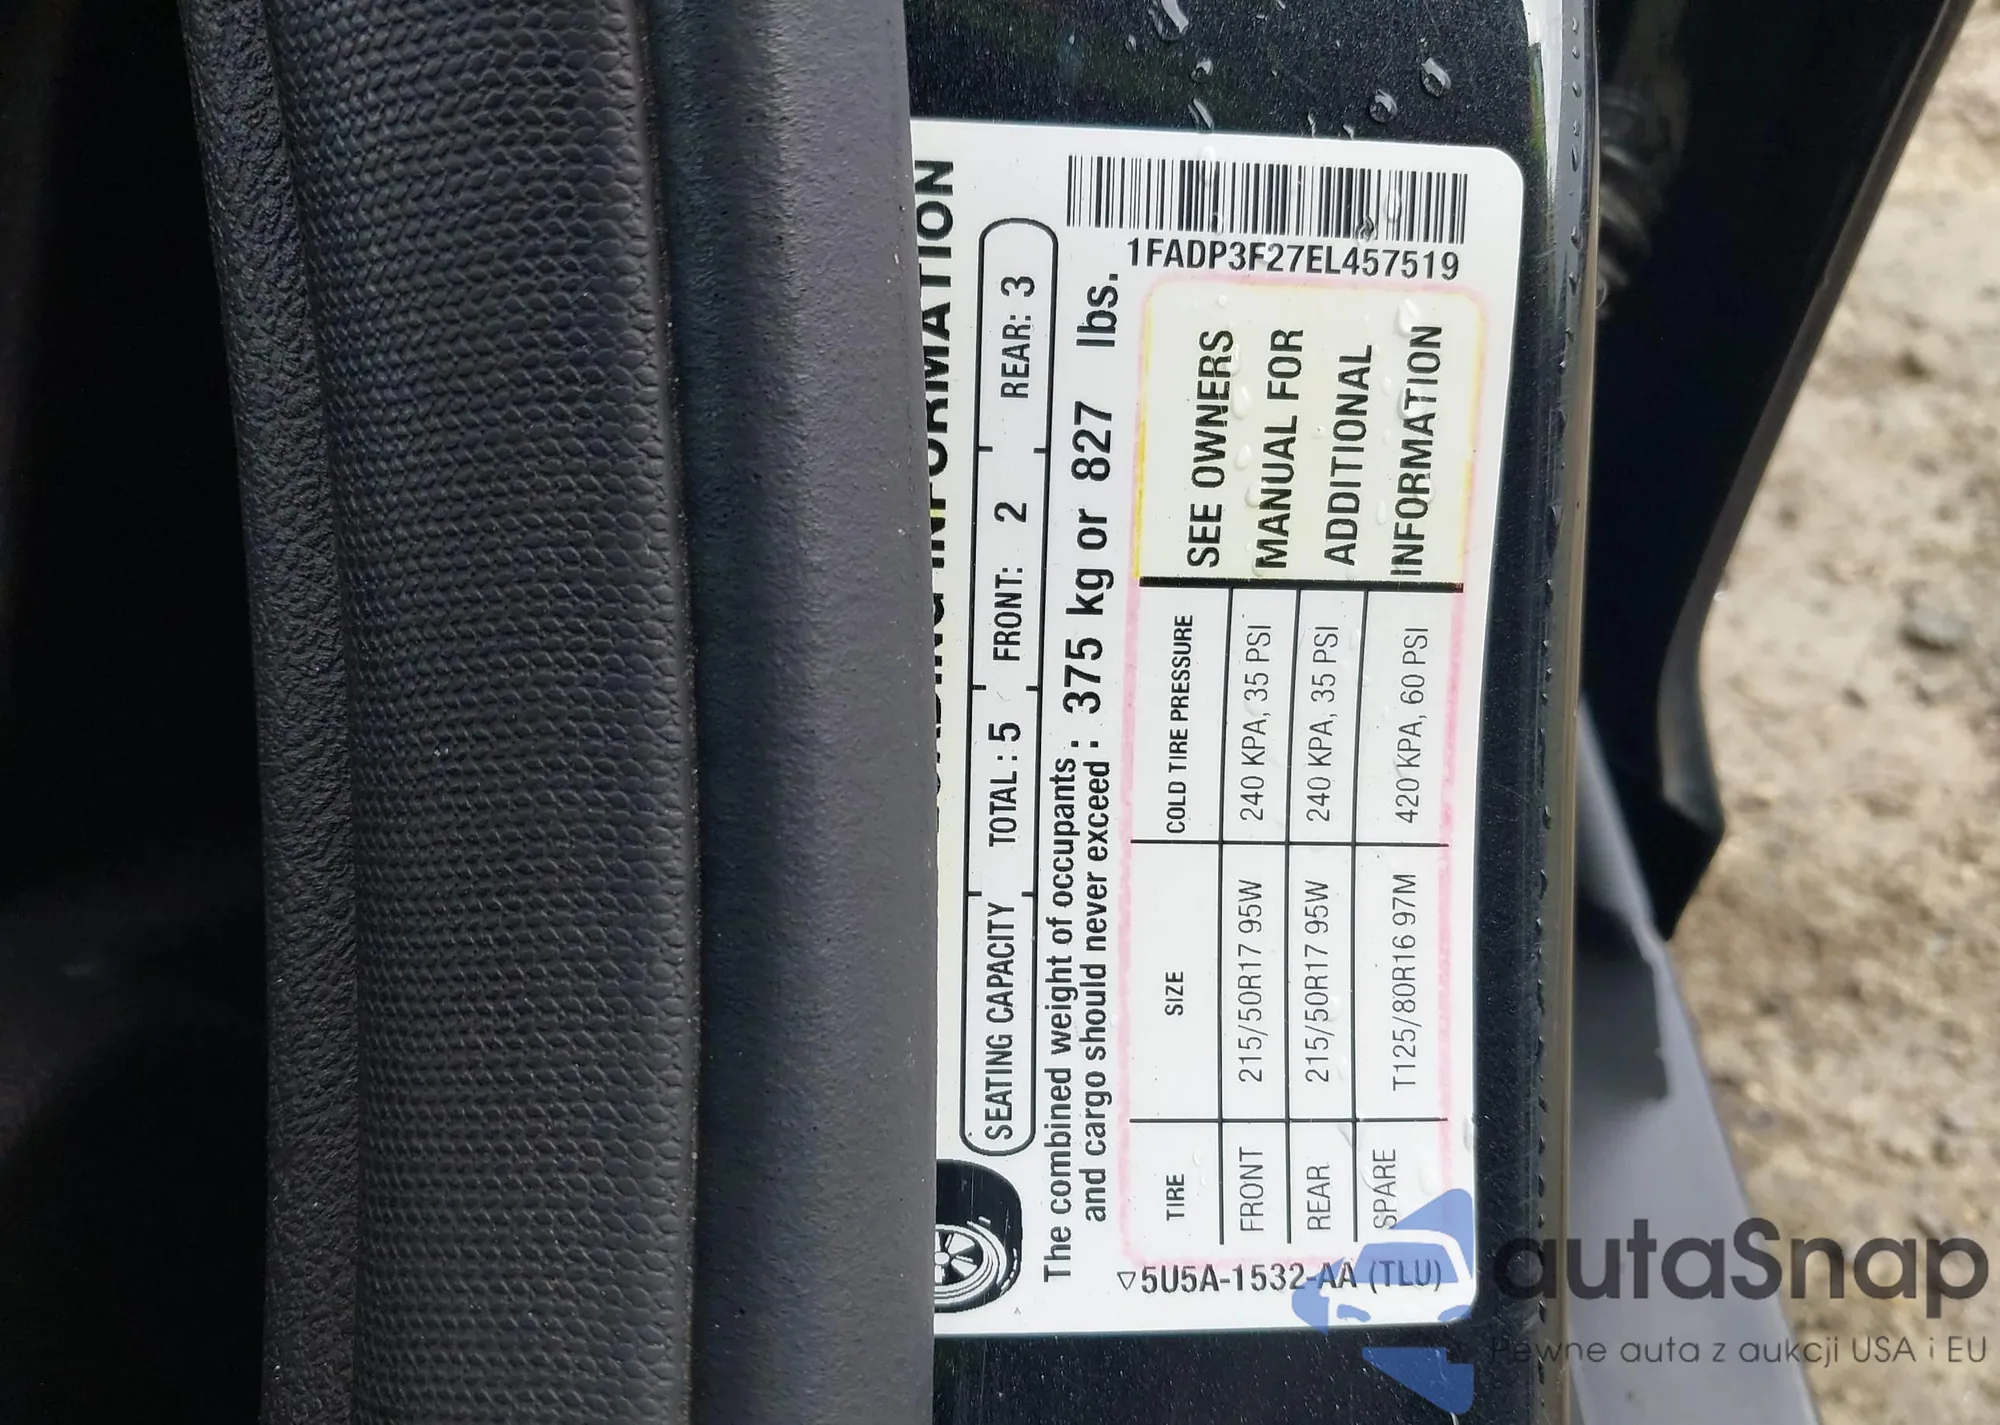 LOADING INFORMATION
SEATING CAPACITY TOTAL: 5 FRONT: 2 REAR: 3
The combined weight of occupants :
and cargo should never exceed : 375 kg or 827 lbs.
1FADP3F27EL457519
TIRE SIZE COLD TIRE PRESSURE
FRONT 215/50R17 95W 240 KPA, 35 PSI
REAR 215/50R17 95W 240 KPA, 35 PSI
SPARE T125/80R16 97M 420 KPA, 60 PSI
SEE OWNERS
MANUAL FOR
ADDITIONAL
INFORMATION
5U5A-1532-AA (TLU)
autaSnap
Pewne auta z aukcji USA i EU